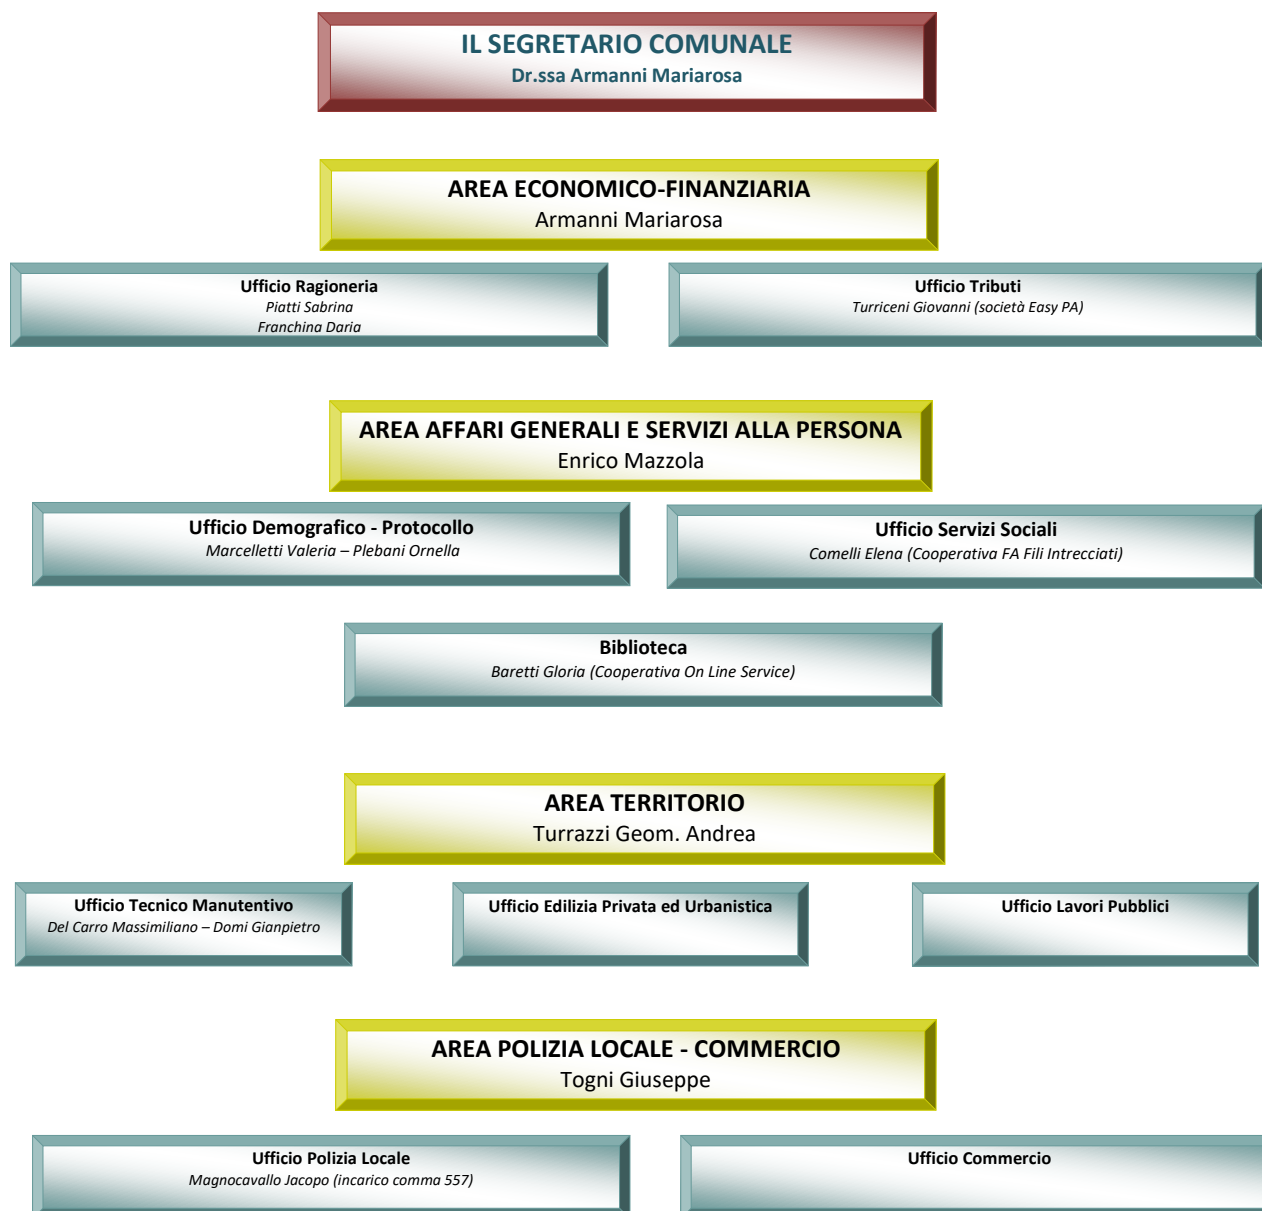 IL SEGRETARIO COMUNALE
Dr.ssa Armanni Mariarosa
AREA ECONOMICO-FINANZIARIA
Armanni Mariarosa
Ufficio Ragioneria
Piatti Sabrina
Franchina Daria
Ufficio Tributi
Turriceni Giovanni (società Easy PA)
AREA AFFARI GENERALI E SERVIZI ALLA PERSONA
Enrico Mazzola
Ufficio Demografico - Protocollo
Marcelletti Valeria – Plebani Ornella
Ufficio Servizi Sociali
Comelli Elena (Cooperativa FA Fili Intrecciati)
Biblioteca
Baretti Gloria (Cooperativa On Line Service)
AREA TERRITORIO
Turrazzi Geom. Andrea
Ufficio Tecnico Manutentivo
Del Carro Massimiliano – Domi Gianpietro
Ufficio Edilizia Privata ed Urbanistica
Ufficio Lavori Pubblici
AREA POLIZIA LOCALE - COMMERCIO
Togni Giuseppe
Ufficio Polizia Locale
Magnocavallo Jacopo (incarico comma 557)
Ufficio Commercio